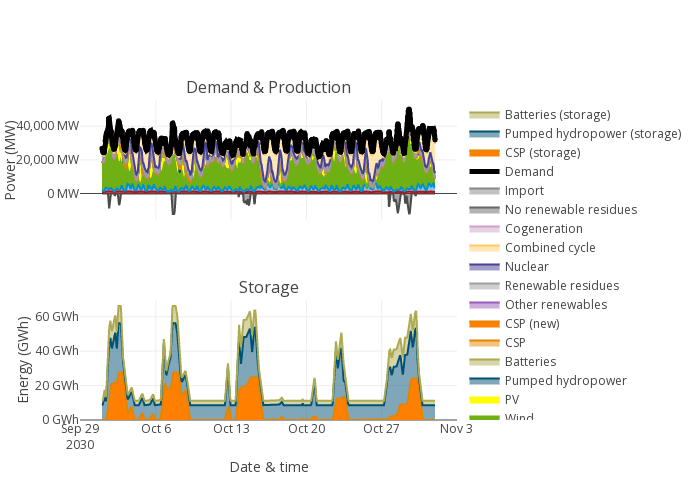 Demand & Production
Power (MW)
40,000 MW
20,000 MW
0 MW
Storage
Energy (GWh)
60 GWh
40 GWh
20 GWh
0 GWh
Sep 29
2030
Oct 6
Oct 13
Oct 20
Oct 27
Nov 3
Date & time
Batteries (storage)
Pumped hydropower (storage)
CSP (storage)
Demand
Import
No renewable residues
Cogeneration
Combined cycle
Nuclear
Renewable residues
Other renewables
CSP (new)
CSP
Batteries
Pumped hydropower
PV
Wind